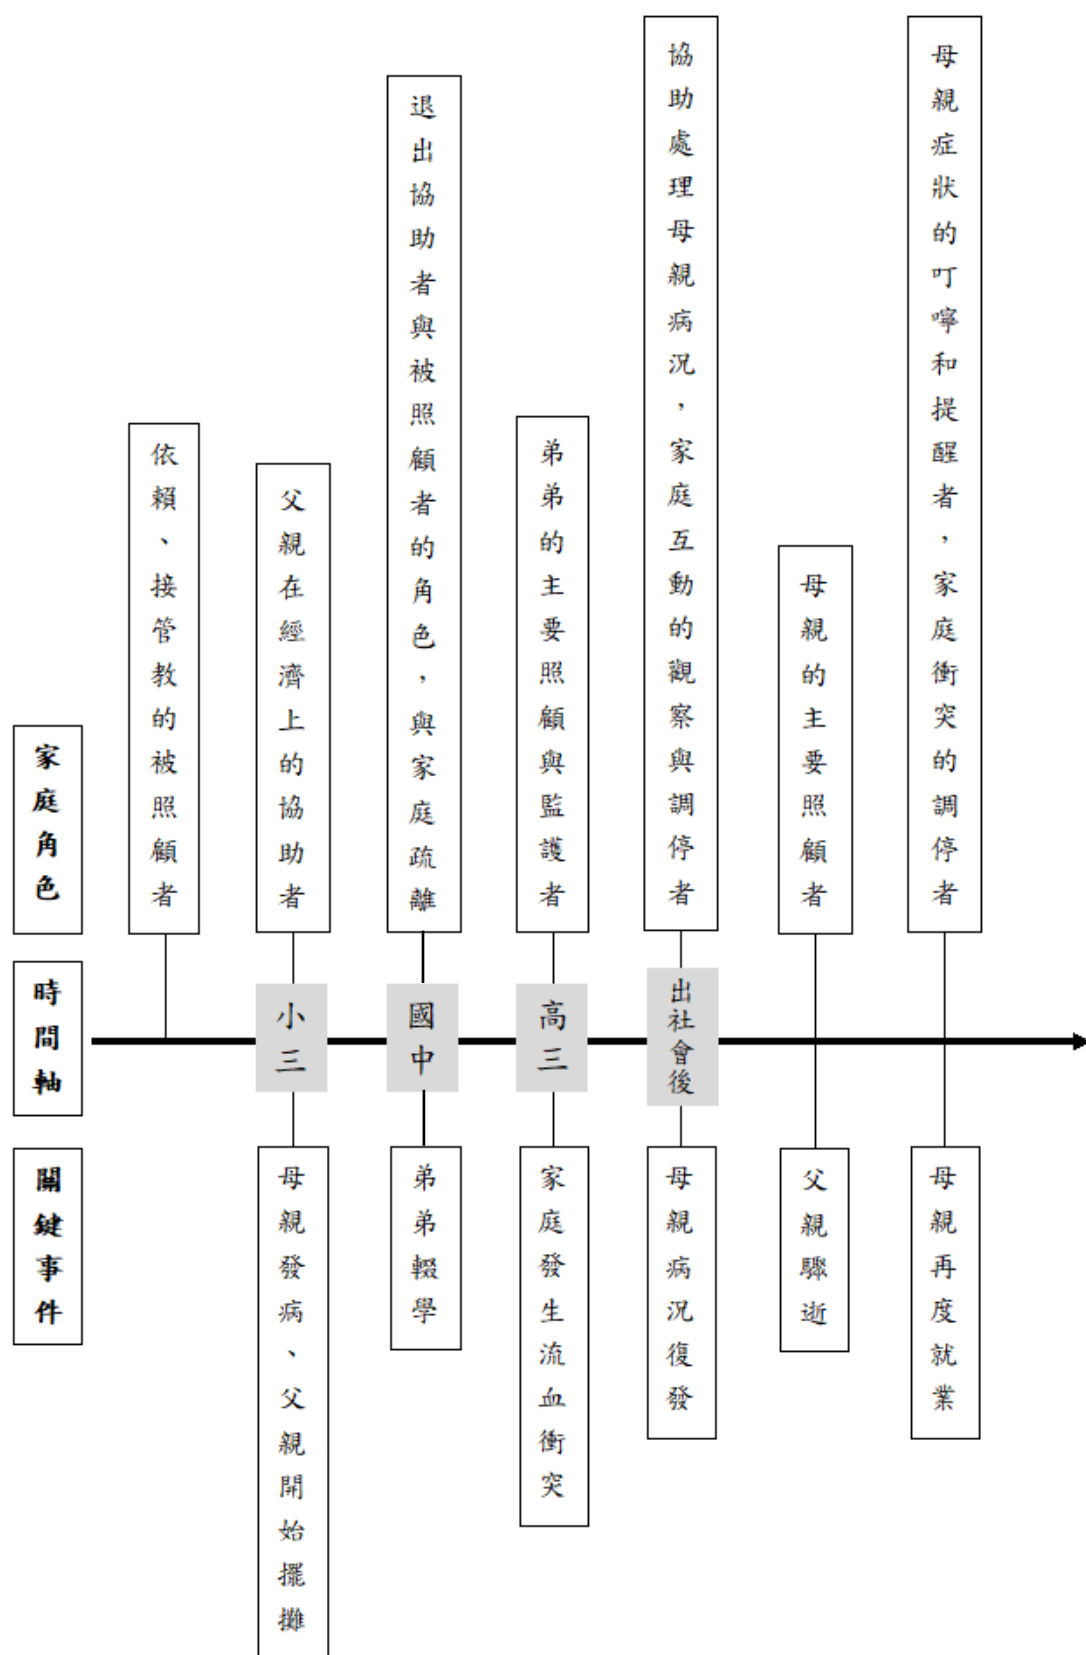 家庭角色
依賴、接管教的被照顧者
父親在經濟上的協助者
退出協助者與被照顧者的角色，與家庭疏離
弟弟的主要照顧與監護者
協助處理母親病況，家庭互動的觀察與調停者
母親的主要照顧者
母親症狀的叮嚀和提醒者，家庭衝突的調停者
時間軸
小三
國中
高三
出社會後
關鍵事件
母親發病、父親開始擺攤
弟弟輟學
家庭發生流血衝突
母親病況復發
父親驟逝
母親再度就業